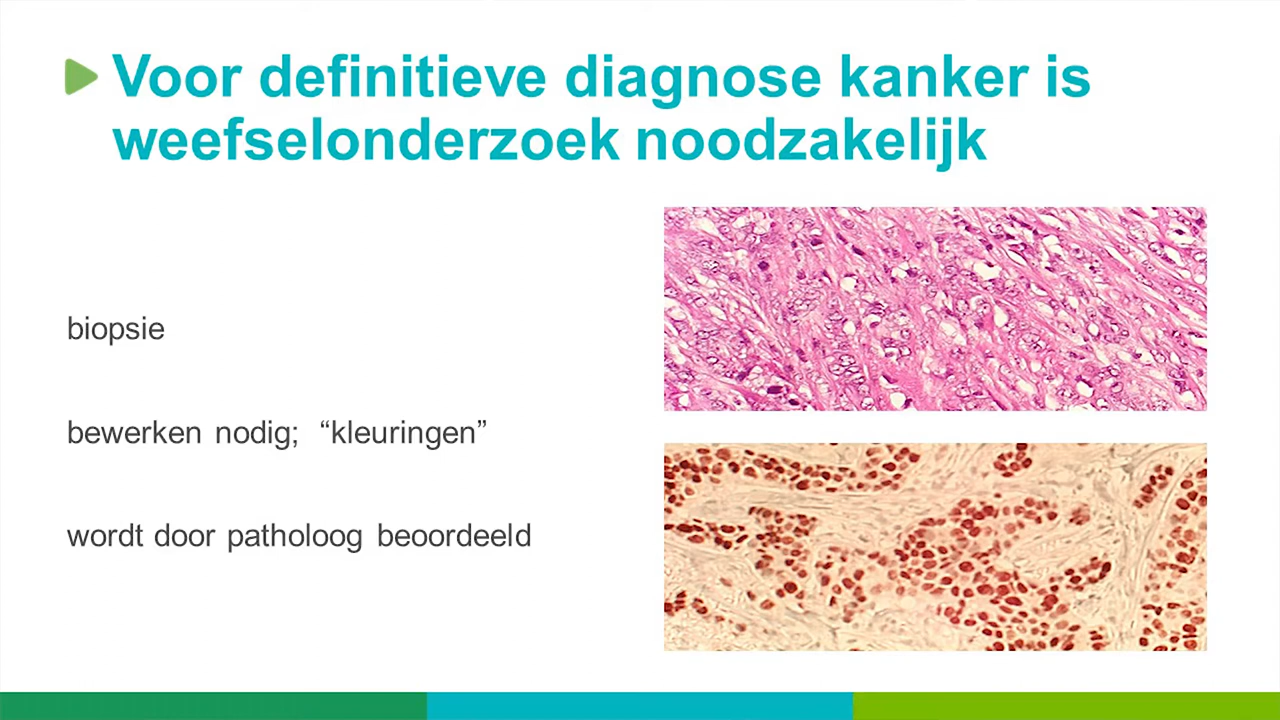 Voor definitieve diagnose kanker is
weefselonderzoek noodzakelijk
biopsie
bewerken nodig; “kleuringen”
wordt door patholoog beoordeeld